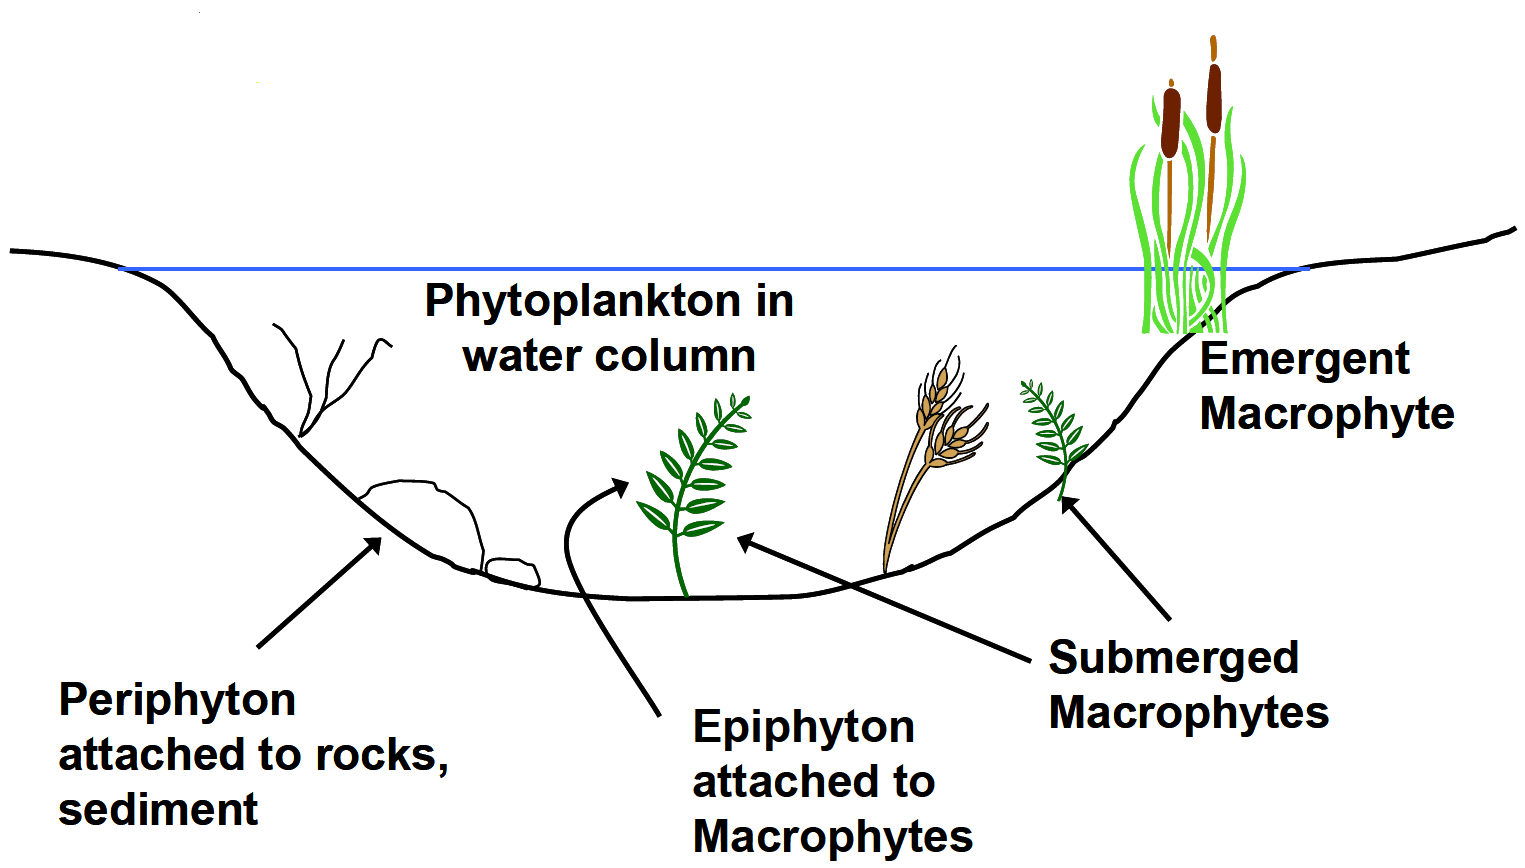 Phytoplankton in
water column
Emergent
Macrophyte
Submerged
Macrophytes
Periphyton
attached to rocks,
sediment
Epiphyton
attached to
Macrophytes